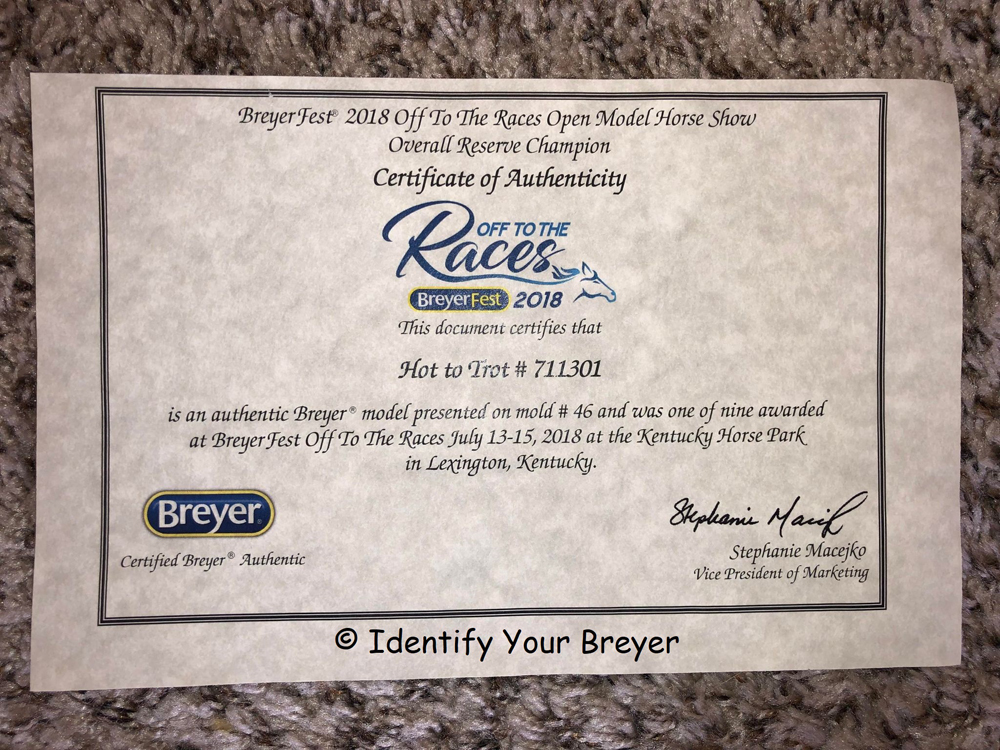 BreyerFest® 2018 Off To The Races Open Model Horse Show
Overall Reserve Champion
Certificate of Authenticity
OFF TO THE
Races
BreyerFest 2018
This document certifies that
Hot to Trot # 711301
is an authentic Breyer® model presented on mold # 46 and was one of nine awarded
at BreyerFest Off To The Races July 13-15, 2018 at the Kentucky Horse Park
in Lexington, Kentucky.
Breyer®
Certified Breyer® Authentic
Stephanie Macejko
Stephanie Macejko
Vice President of Marketing
© Identify Your Breyer